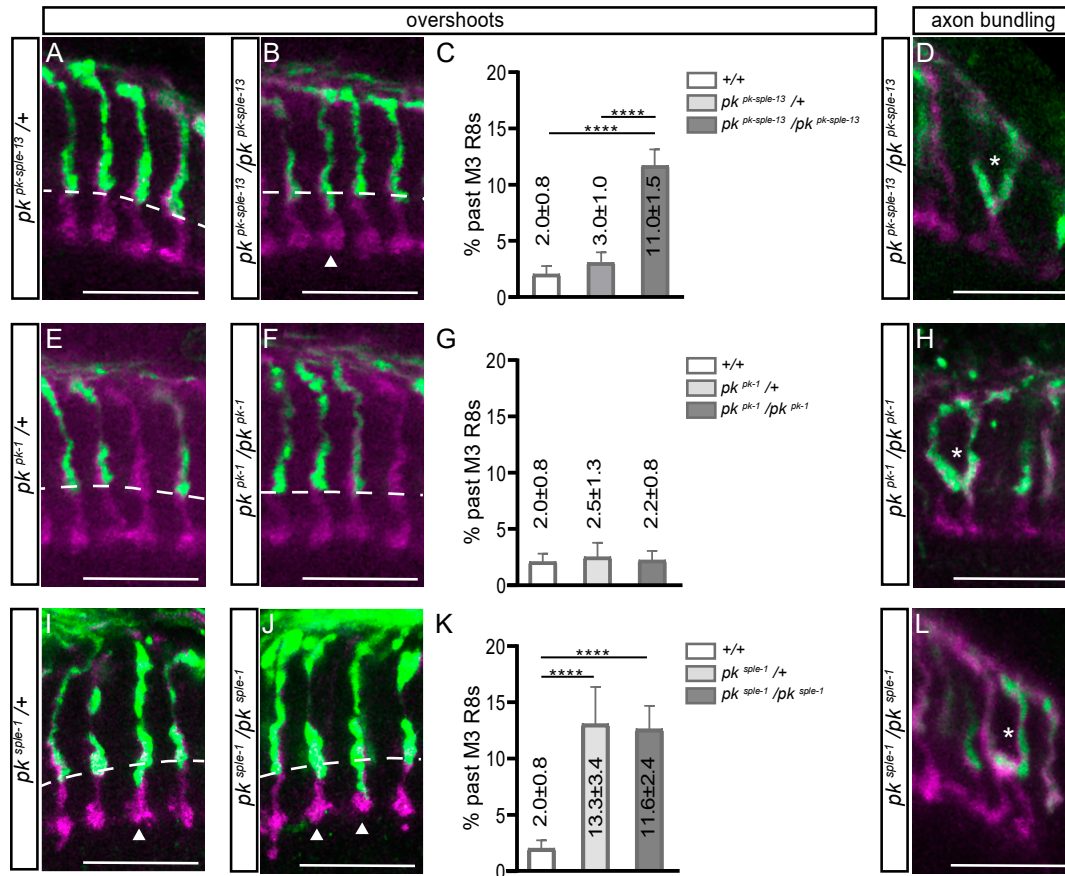 overshoots
axon bundling
pk pk-sple-13 /+
A
pk pk-sple-13 /pk pk-sple-13
B
C
% past M3 R8s
20
15
10
5
0
2.0±0.8
3.0±1.0
11.0±1.5
****
****
+/+
pk pk-sple-13 /+
pk pk-sple-13 /pk pk-sple-13
pk pk-sple-13 /pk pk-sple-13
D
*
pk pk-1 /+
E
pk pk-1 /pk pk-1
F
G
% past M3 R8s
20
15
10
5
0
2.0±0.8
2.5±1.3
2.2±0.8
+/+
pk pk-1 /+
pk pk-1 /pk pk-1
pk pk-1 /pk pk-1
H
*
pk sple-1 /+
I
pk sple-1 /pk sple-1
J
K
% past M3 R8s
20
15
10
5
0
2.0±0.8
13.3±3.4
11.6±2.4
****
****
+/+
pk sple-1 /+
pk sple-1 /pk sple-1
pk sple-1 /pk sple-1
L
*